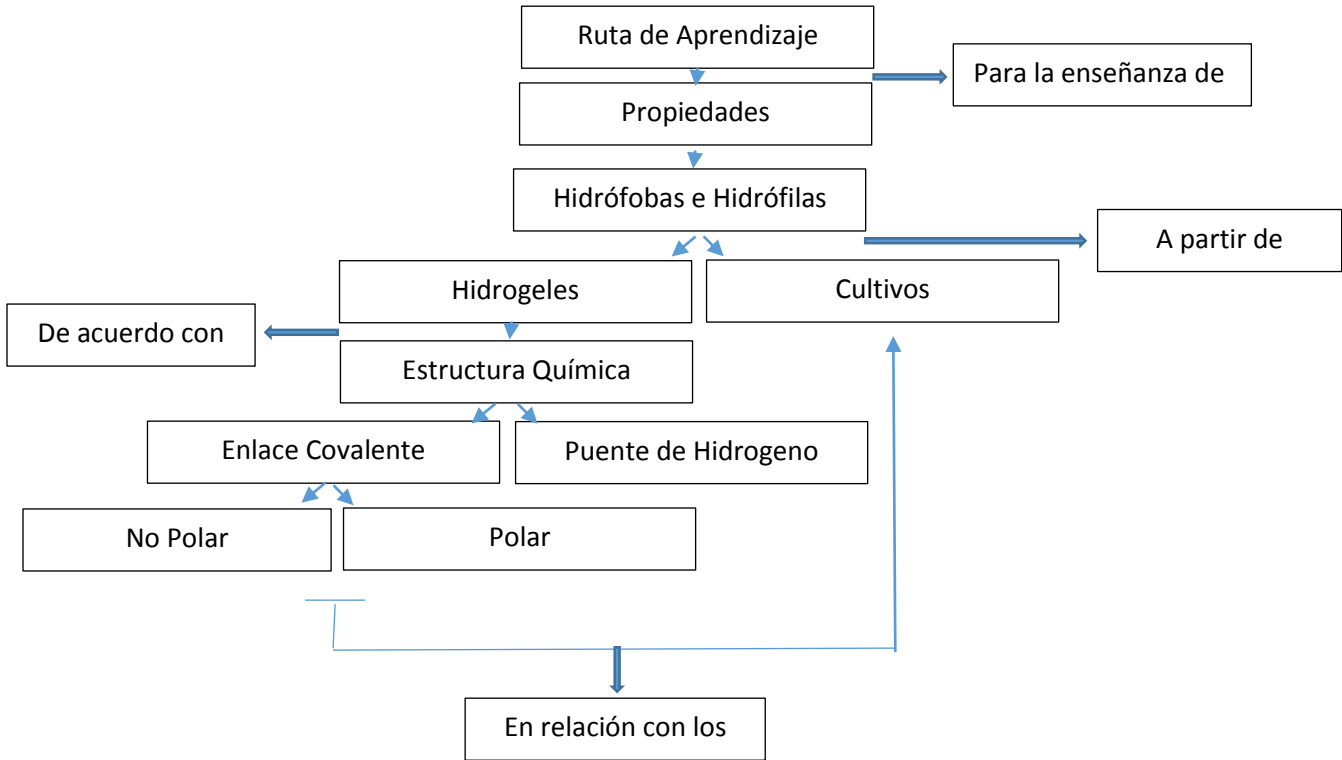 Ruta de Aprendizaje
Para la enseñanza de
Propiedades
Hidrófobas e Hidrófilas
A partir de
Hidrogeles
Cultivos
De acuerdo con
Estructura Química
Enlace Covalente
Puente de Hidrogeno
No Polar
Polar
En relación con los